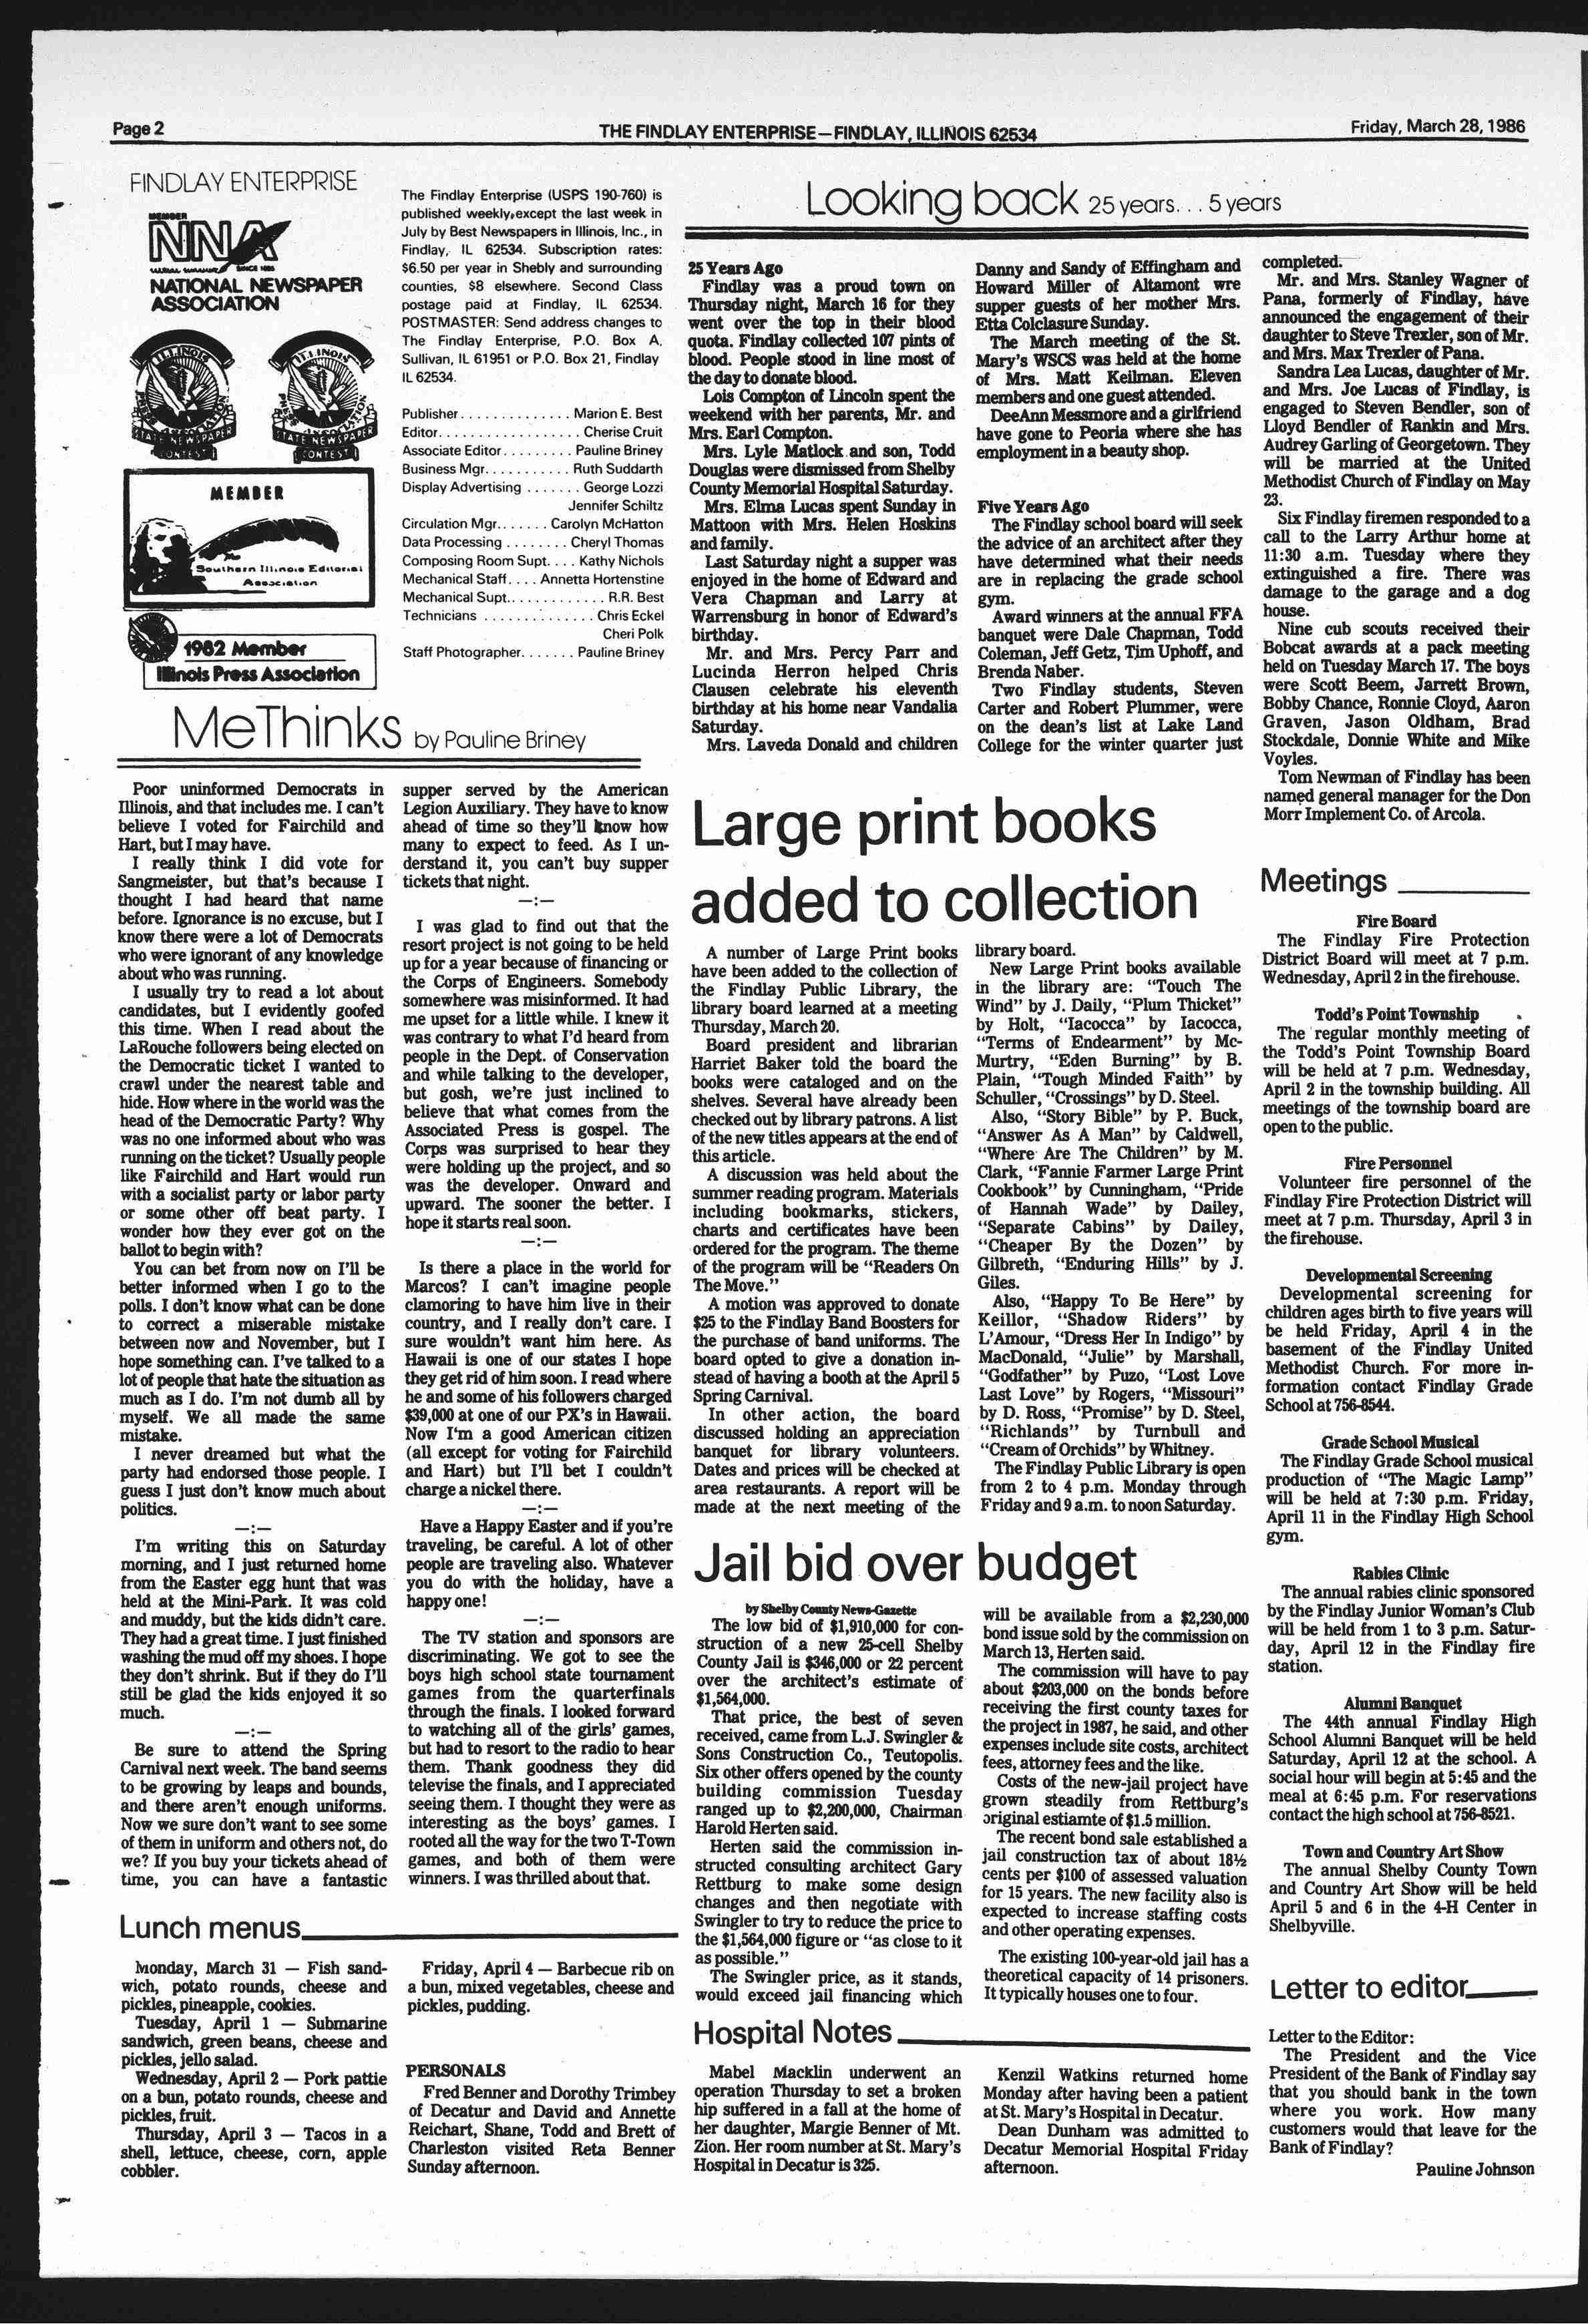 Page 2
THE FINDLAY ENTERPRISE—FINDLAY, ILLINOIS 62534
Friday, March 28, 1986
FINDLAY ENTERPRISE
MEMBER
NNA
SINCE 1885
NATIONAL NEWSPAPER
ASSOCIATION
ILLINOIS
PRESS ASSOCIATION
STATE NEWSPAPER
CONTEST
ILLINOIS
PRESS ASSOCIATION
STATE NEWSPAPER
CONTEST
MEMBER
The
Southern Illinois Editorial
Association
1982 Member
Illinois Press Association
The Findlay Enterprise (USPS 190-760) is
published weekly, except the last week in
July by Best Newspapers in Illinois, Inc., in
Findlay, IL 62534. Subscription rates:
$6.50 per year in Shebly and surrounding
counties, $8 elsewhere. Second Class
postage paid at Findlay, IL 62534.
POSTMASTER: Send address changes to
The Findlay Enterprise, P.O. Box A,
Sullivan, IL 61951 or P.O. Box 21, Findlay
IL 62534.
Publisher. . . . . . . . . . . . . . Marion E. Best
Editor. . . . . . . . . . . . . . . . . . Cherise Cruit
Associate Editor. . . . . . . . . Pauline Briney
Business Mgr. . . . . . . . . . . Ruth Suddarth
Display Advertising . . . . . . . George Lozzi
Jennifer Schiltz
Circulation Mgr. . . . . . . Carolyn McHatton
Data Processing . . . . . . . . Cheryl Thomas
Composing Room Supt. . . . Kathy Nichols
Mechanical Staff. . . . Annetta Hortenstine
Mechanical Supt. . . . . . . . . . . . . R.R. Best
Technicians . . . . . . . . . . . . . . Chris Eckel
Cheri Polk
Staff Photographer. . . . . . . Pauline Briney
MeThinks by Pauline Briney
Poor uninformed Democrats in
Illinois, and that includes me. I can't
believe I voted for Fairchild and
Hart, but I may have.
I really think I did vote for
Sangmeister, but that's because I
thought I had heard that name
before. Ignorance is no excuse, but I
know there were a lot of Democrats
who were ignorant of any knowledge
about who was running.
I usually try to read a lot about
candidates, but I evidently goofed
this time. When I read about the
LaRouche followers being elected on
the Democratic ticket I wanted to
crawl under the nearest table and
hide. How where in the world was the
head of the Democratic Party? Why
was no one informed about who was
running on the ticket? Usually people
like Fairchild and Hart would run
with a socialist party or labor party
or some other off beat party. I
wonder how they ever got on the
ballot to begin with?
You can bet from now on I'll be
better informed when I go to the
polls. I don't know what can be done
to correct a miserable mistake
between now and November, but I
hope something can. I've talked to a
lot of people that hate the situation as
much as I do. I'm not dumb all by
myself. We all made the same
mistake.
I never dreamed but what the
party had endorsed those people. I
guess I just don't know much about
politics.
—:—
I'm writing this on Saturday
morning, and I just returned home
from the Easter egg hunt that was
held at the Mini-Park. It was cold
and muddy, but the kids didn't care.
They had a great time. I just finished
washing the mud off my shoes. I hope
they don't shrink. But if they do I'll
still be glad the kids enjoyed it so
much.
—:—
Be sure to attend the Spring
Carnival next week. The band seems
to be growing by leaps and bounds,
and there aren't enough uniforms.
Now we sure don't want to see some
of them in uniform and others not, do
we? If you buy your tickets ahead of
time, you can have a fantastic
supper served by the American
Legion Auxiliary. They have to know
ahead of time so they'll know how
many to expect to feed. As I un-
derstand it, you can't buy supper
tickets that night.
—:—
I was glad to find out that the
resort project is not going to be held
up for a year because of financing or
the Corps of Engineers. Somebody
somewhere was misinformed. It had
me upset for a little while. I knew it
was contrary to what I'd heard from
people in the Dept. of Conservation
and while talking to the developer,
but gosh, we're just inclined to
believe that what comes from the
Associated Press is gospel. The
Corps was surprised to hear they
were holding up the project, and so
was the developer. Onward and
upward. The sooner the better. I
hope it starts real soon.
—:—
Is there a place in the world for
Marcos? I can't imagine people
clamoring to have him live in their
country, and I really don't care. I
sure wouldn't want him here. As
Hawaii is one of our states I hope
they get rid of him soon. I read where
he and some of his followers charged
$39,000 at one of our PX's in Hawaii.
Now I'm a good American citizen
(all except for voting for Fairchild
and Hart) but I'll bet I couldn't
charge a nickel there.
—:—
Have a Happy Easter and if you're
traveling, be careful. A lot of other
people are traveling also. Whatever
you do with the holiday, have a
happy one!
—:—
The TV station and sponsors are
discriminating. We got to see the
boys high school state tournament
games from the quarterfinals
through the finals. I looked forward
to watching all of the girls' games,
but had to resort to the radio to hear
them. Thank goodness they did
televise the finals, and I appreciated
seeing them. I thought they were as
interesting as the boys' games. I
rooted all the way for the two T-Town
games, and both of them were
winners. I was thrilled about that.
Lunch menus
Monday, March 31 — Fish sand-
wich, potato rounds, cheese and
pickles, pineapple, cookies.
Tuesday, April 1 — Submarine
sandwich, green beans, cheese and
pickles, jello salad.
Wednesday, April 2 — Pork pattie
on a bun, potato rounds, cheese and
pickles, fruit.
Thursday, April 3 — Tacos in a
shell, lettuce, cheese, corn, apple
cobbler.
Friday, April 4 — Barbecue rib on
a bun, mixed vegetables, cheese and
pickles, pudding.
PERSONALS
Fred Benner and Dorothy Trimbey
of Decatur and David and Annette
Reichart, Shane, Todd and Brett of
Charleston visited Reta Benner
Sunday afternoon.
Looking back 25 years. . . 5 years
25 Years Ago
Findlay was a proud town on
Thursday night, March 16 for they
went over the top in their blood
quota. Findlay collected 107 pints of
blood. People stood in line most of
the day to donate blood.
Lois Compton of Lincoln spent the
weekend with her parents, Mr. and
Mrs. Earl Compton.
Mrs. Lyle Matlock and son, Todd
Douglas were dismissed from Shelby
County Memorial Hospital Saturday.
Mrs. Elma Lucas spent Sunday in
Mattoon with Mrs. Helen Hoskins
and family.
Last Saturday night a supper was
enjoyed in the home of Edward and
Vera Chapman and Larry at
Warrensburg in honor of Edward's
birthday.
Mr. and Mrs. Percy Parr and
Lucinda Herron helped Chris
Clausen celebrate his eleventh
birthday at his home near Vandalia
Saturday.
Mrs. Laveda Donald and children
Danny and Sandy of Effingham and
Howard Miller of Altamont wre
supper guests of her mother Mrs.
Etta Colclasure Sunday.
The March meeting of the St.
Mary's WSCS was held at the home
of Mrs. Matt Keilman. Eleven
members and one guest attended.
DeeAnn Messmore and a girlfriend
have gone to Peoria where she has
employment in a beauty shop.
Five Years Ago
The Findlay school board will seek
the advice of an architect after they
have determined what their needs
are in replacing the grade school
gym.
Award winners at the annual FFA
banquet were Dale Chapman, Todd
Coleman, Jeff Getz, Tim Uphoff, and
Brenda Naber.
Two Findlay students, Steven
Carter and Robert Plummer, were
on the dean's list at Lake Land
College for the winter quarter just
completed.
Mr. and Mrs. Stanley Wagner of
Pana, formerly of Findlay, have
announced the engagement of their
daughter to Steve Trexler, son of Mr.
and Mrs. Max Trexler of Pana.
Sandra Lea Lucas, daughter of Mr.
and Mrs. Joe Lucas of Findlay, is
engaged to Steven Bendler, son of
Lloyd Bendler of Rankin and Mrs.
Audrey Garling of Georgetown. They
will be married at the United
Methodist Church of Findlay on May
23.
Six Findlay firemen responded to a
call to the Larry Arthur home at
11:30 a.m. Tuesday where they
extinguished a fire. There was
damage to the garage and a dog
house.
Nine cub scouts received their
Bobcat awards at a pack meeting
held on Tuesday March 17. The boys
were Scott Beem, Jarrett Brown,
Bobby Chance, Ronnie Cloyd, Aaron
Graven, Jason Oldham, Brad
Stockdale, Donnie White and Mike
Voyles.
Tom Newman of Findlay has been
named general manager for the Don
Morr Implement Co. of Arcola.
Large print books
added to collection
A number of Large Print books
have been added to the collection of
the Findlay Public Library, the
library board learned at a meeting
Thursday, March 20.
Board president and librarian
Harriet Baker told the board the
books were cataloged and on the
shelves. Several have already been
checked out by library patrons. A list
of the new titles appears at the end of
this article.
A discussion was held about the
summer reading program. Materials
including bookmarks, stickers,
charts and certificates have been
ordered for the program. The theme
of the program will be "Readers On
The Move."
A motion was approved to donate
$25 to the Findlay Band Boosters for
the purchase of band uniforms. The
board opted to give a donation in-
stead of having a booth at the April 5
Spring Carnival.
In other action, the board
discussed holding an appreciation
banquet for library volunteers.
Dates and prices will be checked at
area restaurants. A report will be
made at the next meeting of the
library board.
New Large Print books available
in the library are: "Touch The
Wind" by J. Daily, "Plum Thicket"
by Holt, "Iacocca" by Iacocca,
"Terms of Endearment" by Mc-
Murtry, "Eden Burning" by B.
Plain, "Tough Minded Faith" by
Schuller, "Crossings" by D. Steel.
Also, "Story Bible" by P. Buck,
"Answer As A Man" by Caldwell,
"Where Are The Children" by M.
Clark, "Fannie Farmer Large Print
Cookbook" by Cunningham, "Pride
of Hannah Wade" by Dailey,
"Separate Cabins" by Dailey,
"Cheaper By the Dozen" by
Gilbreth, "Enduring Hills" by J.
Giles.
Also, "Happy To Be Here" by
Keillor, "Shadow Riders" by
L'Amour, "Dress Her In Indigo" by
MacDonald, "Julie" by Marshall,
"Godfather" by Puzo, "Lost Love
Last Love" by Rogers, "Missouri"
by D. Ross, "Promise" by D. Steel,
"Richlands" by Turnbull and
"Cream of Orchids" by Whitney.
The Findlay Public Library is open
from 2 to 4 p.m. Monday through
Friday and 9 a.m. to noon Saturday.
Jail bid over budget
by Shelby County News-Gazette
The low bid of $1,910,000 for con-
struction of a new 25-cell Shelby
County Jail is $346,000 or 22 percent
over the architect's estimate of
$1,564,000.
That price, the best of seven
received, came from L.J. Swingler &
Sons Construction Co., Teutopolis.
Six other offers opened by the county
building commission Tuesday
ranged up to $2,200,000, Chairman
Harold Herten said.
Herten said the commission in-
structed consulting architect Gary
Rettburg to make some design
changes and then negotiate with
Swingler to try to reduce the price to
the $1,564,000 figure or "as close to it
as possible."
The Swingler price, as it stands,
would exceed jail financing which
will be available from a $2,230,000
bond issue sold by the commission on
March 13, Herten said.
The commission will have to pay
about $203,000 on the bonds before
receiving the first county taxes for
the project in 1987, he said, and other
expenses include site costs, architect
fees, attorney fees and the like.
Costs of the new-jail project have
grown steadily from Rettburg's
original estiamte of $1.5 million.
The recent bond sale established a
jail construction tax of about 18½
cents per $100 of assessed valuation
for 15 years. The new facility also is
expected to increase staffing costs
and other operating expenses.
The existing 100-year-old jail has a
theoretical capacity of 14 prisoners.
It typically houses one to four.
Hospital Notes
Mabel Macklin underwent an
operation Thursday to set a broken
hip suffered in a fall at the home of
her daughter, Margie Benner of Mt.
Zion. Her room number at St. Mary's
Hospital in Decatur is 325.
Kenzil Watkins returned home
Monday after having been a patient
at St. Mary's Hospital in Decatur.
Dean Dunham was admitted to
Decatur Memorial Hospital Friday
afternoon.
Meetings
Fire Board
The Findlay Fire Protection
District Board will meet at 7 p.m.
Wednesday, April 2 in the firehouse.
Todd's Point Township
The regular monthly meeting of
the Todd's Point Township Board
will be held at 7 p.m. Wednesday,
April 2 in the township building. All
meetings of the township board are
open to the public.
Fire Personnel
Volunteer fire personnel of the
Findlay Fire Protection District will
meet at 7 p.m. Thursday, April 3 in
the firehouse.
Developmental Screening
Developmental screening for
children ages birth to five years will
be held Friday, April 4 in the
basement of the Findlay United
Methodist Church. For more in-
formation contact Findlay Grade
School at 756-8544.
Grade School Musical
The Findlay Grade School musical
production of "The Magic Lamp"
will be held at 7:30 p.m. Friday,
April 11 in the Findlay High School
gym.
Rabies Clinic
The annual rabies clinic sponsored
by the Findlay Junior Woman's Club
will be held from 1 to 3 p.m. Satur-
day, April 12 in the Findlay fire
station.
Alumni Banquet
The 44th annual Findlay High
School Alumni Banquet will be held
Saturday, April 12 at the school. A
social hour will begin at 5:45 and the
meal at 6:45 p.m. For reservations
contact the high school at 756-8521.
Town and Country Art Show
The annual Shelby County Town
and Country Art Show will be held
April 5 and 6 in the 4-H Center in
Shelbyville.
Letter to editor
Letter to the Editor:
The President and the Vice
President of the Bank of Findlay say
that you should bank in the town
where you work. How many
customers would that leave for the
Bank of Findlay?
Pauline Johnson